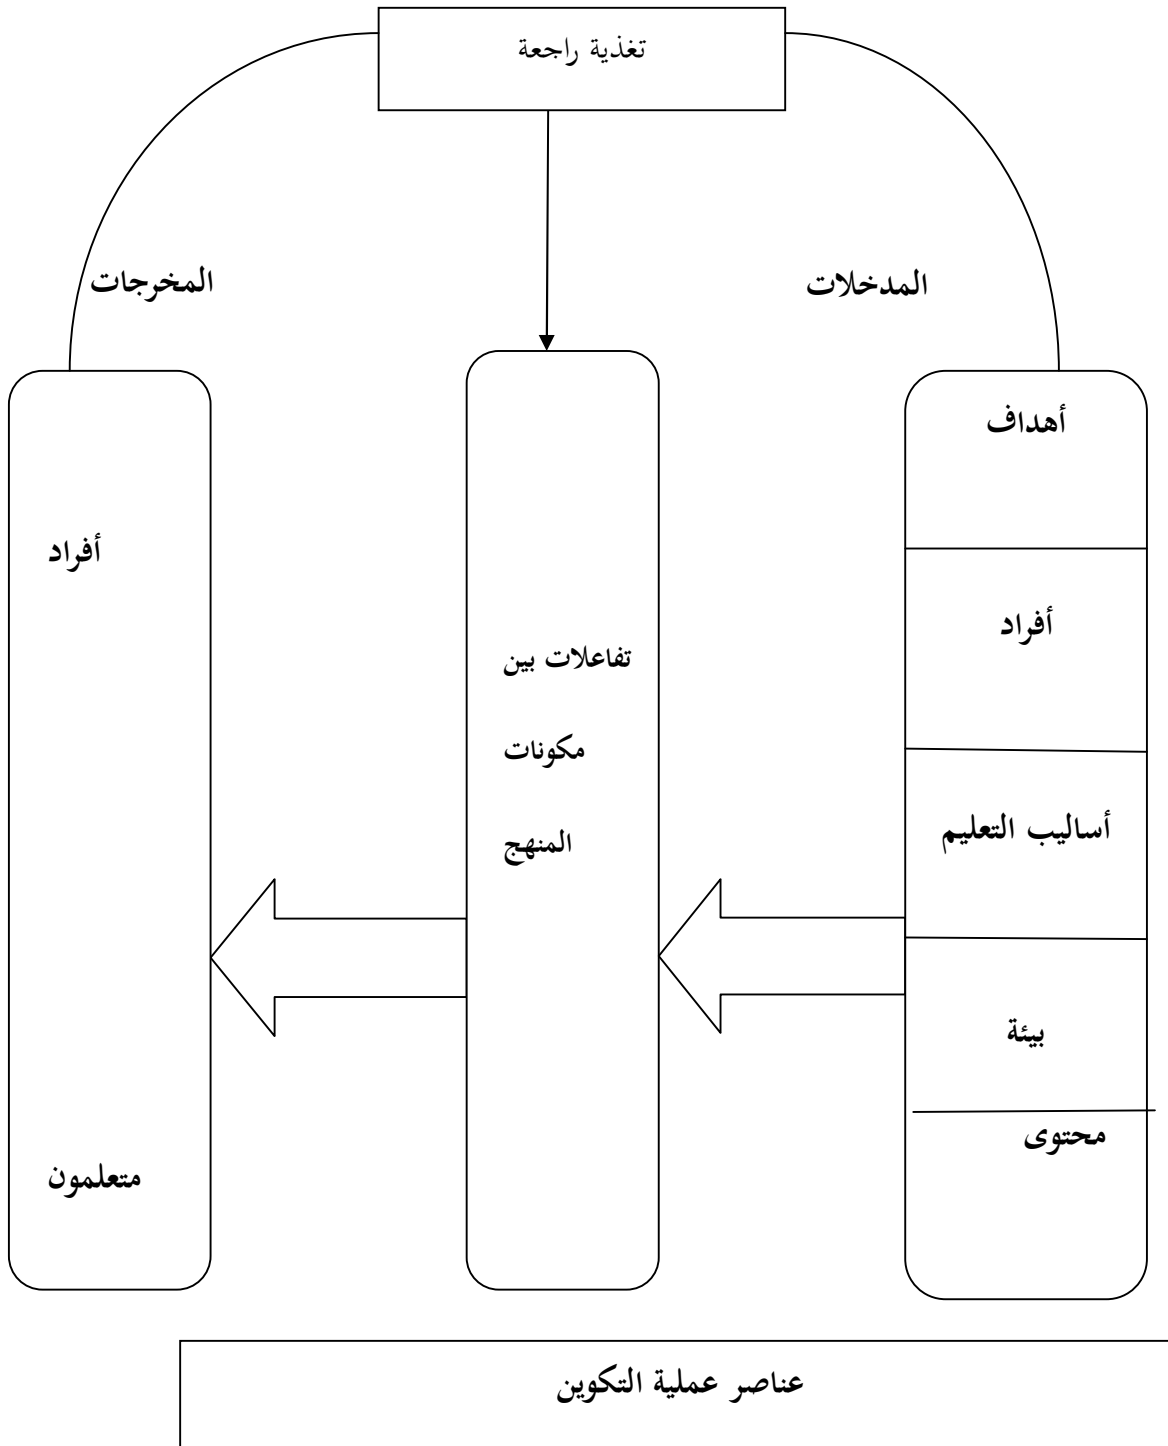 تغذية راجعة
المدخلات
المخرجات
أهداف
أفراد
أساليب التعليم
بيئة
محتوى
تفاعلات بين
مكونات
المنهج
أفراد
متعلمون
عناصر عملية التكوين